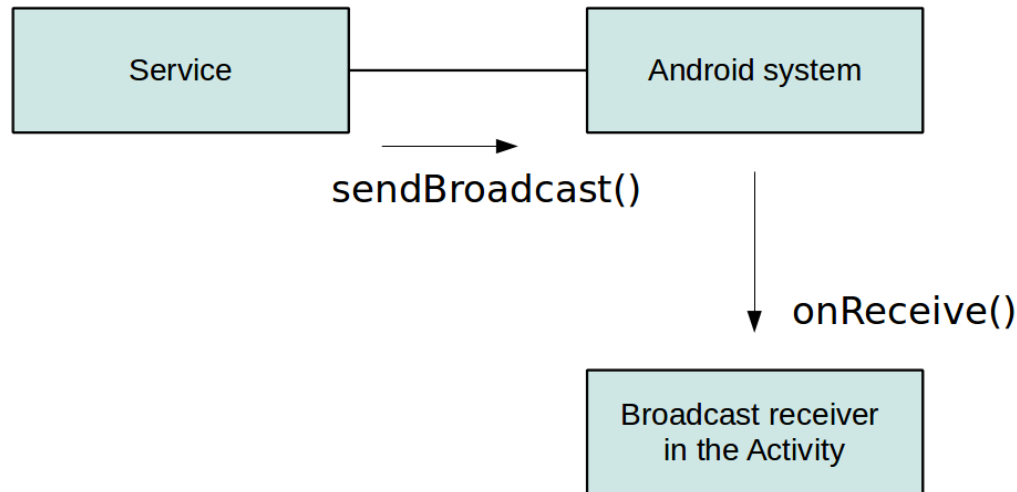 Service
Android system
sendBroadcast()
onReceive()
Broadcast receiver
in the Activity